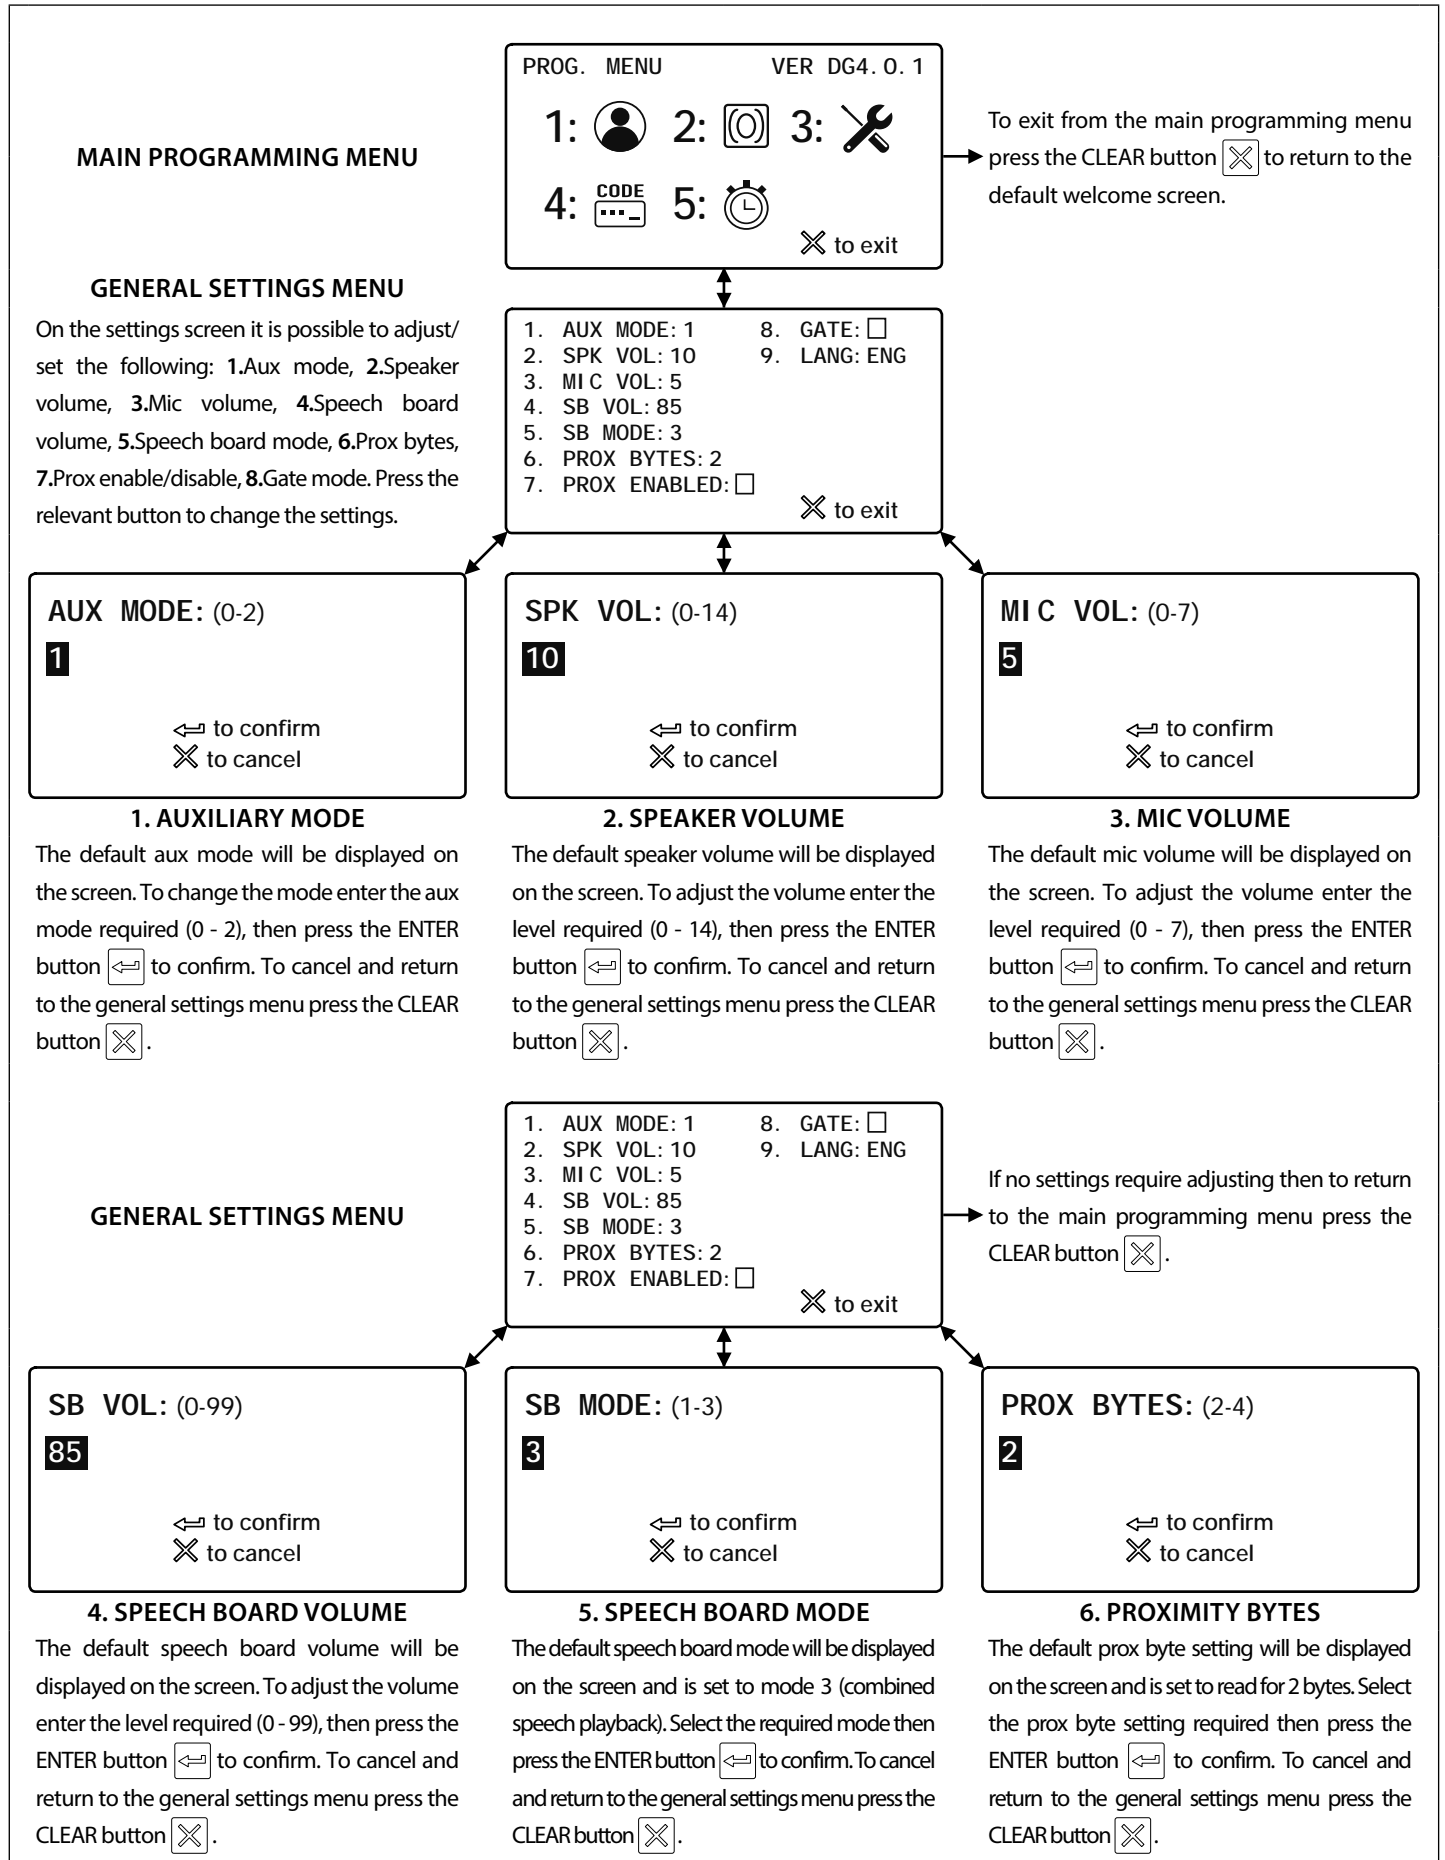 PROG. MENU VER DG4.0.1
1: 2: 3:
4: CODE 5:
to exit
MAIN PROGRAMMING MENU
To exit from the main programming menu
press the CLEAR button to return to the
default welcome screen.
GENERAL SETTINGS MENU
On the settings screen it is possible to adjust/
set the following: 1.Aux mode, 2.Speaker
volume, 3.Mic volume, 4.Speech board
volume, 5.Speech board mode, 6.Prox bytes,
7.Prox enable/disable, 8.Gate mode. Press the
relevant button to change the settings.
1. AUX MODE: 1 8. GATE:
2. SPK VOL: 10 9. LANG: ENG
3. MIC VOL: 5
4. SB VOL: 85
5. SB MODE: 3
6. PROX BYTES: 2
7. PROX ENABLED:
to exit
AUX MODE: (0-2)
1
to confirm
to cancel
SPK VOL: (0-14)
10
to confirm
to cancel
MIC VOL: (0-7)
5
to confirm
to cancel
1. AUXILIARY MODE
The default aux mode will be displayed on
the screen. To change the mode enter the aux
mode required (0 - 2), then press the ENTER
button to confirm. To cancel and return
to the general settings menu press the CLEAR
button .
2. SPEAKER VOLUME
The default speaker volume will be displayed
on the screen. To adjust the volume enter the
level required (0 - 14), then press the ENTER
button to confirm. To cancel and return
to the general settings menu press the CLEAR
button .
3. MIC VOLUME
The default mic volume will be displayed on
the screen. To adjust the volume enter the
level required (0 - 7), then press the ENTER
button to confirm. To cancel and return
to the general settings menu press the CLEAR
button .
GENERAL SETTINGS MENU
1. AUX MODE: 1 8. GATE:
2. SPK VOL: 10 9. LANG: ENG
3. MIC VOL: 5
4. SB VOL: 85
5. SB MODE: 3
6. PROX BYTES: 2
7. PROX ENABLED:
to exit
If no settings require adjusting then to return
to the main programming menu press the
CLEAR button .
SB VOL: (0-99)
85
to confirm
to cancel
SB MODE: (1-3)
3
to confirm
to cancel
PROX BYTES: (2-4)
2
to confirm
to cancel
4. SPEECH BOARD VOLUME
The default speech board volume will be
displayed on the screen. To adjust the volume
enter the level required (0 - 99), then press the
ENTER button to confirm. To cancel and
return to the general settings menu press the
CLEAR button .
5. SPEECH BOARD MODE
The default speech board mode will be displayed
on the screen and is set to mode 3 (combined
speech playback). Select the required mode then
press the ENTER button to confirm. To cancel
and return to the general settings menu press the
CLEAR button .
6. PROXIMITY BYTES
The default prox byte setting will be displayed
on the screen and is set to read for 2 bytes. Select
the prox byte setting required then press the
ENTER button to confirm. To cancel and
return to the general settings menu press the
CLEAR button .